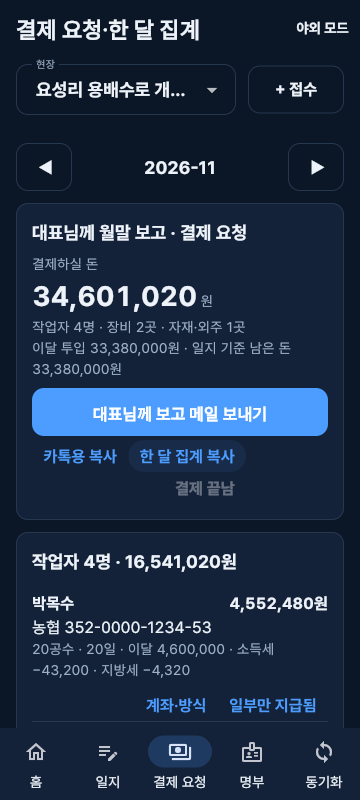 결제 요청·한 달 집계
야외 모드
현장
요성리 용배수로 개...
+ 접수
◀ 2026-11 ▶
대표님께 월말 보고 · 결제 요청
결제하실 돈
34,601,020 원
작업자 4명 · 장비 2곳 · 자재·외주 1곳
이달 투입 33,380,000원 · 일지 기준 남은 돈
33,380,000원
대표님께 보고 메일 보내기
카톡용 복사 한 달 집계 복사
결제 끝남
작업자 4명 · 16,541,020원
박목수 4,552,480원
농협 352-0000-1234-53
20공수 · 20일 · 이달 4,600,000 · 소득세
−43,200 · 지방세 −4,320
계좌·방식 일부만 지급됨
홈 일지 결제 요청 명부 동기화